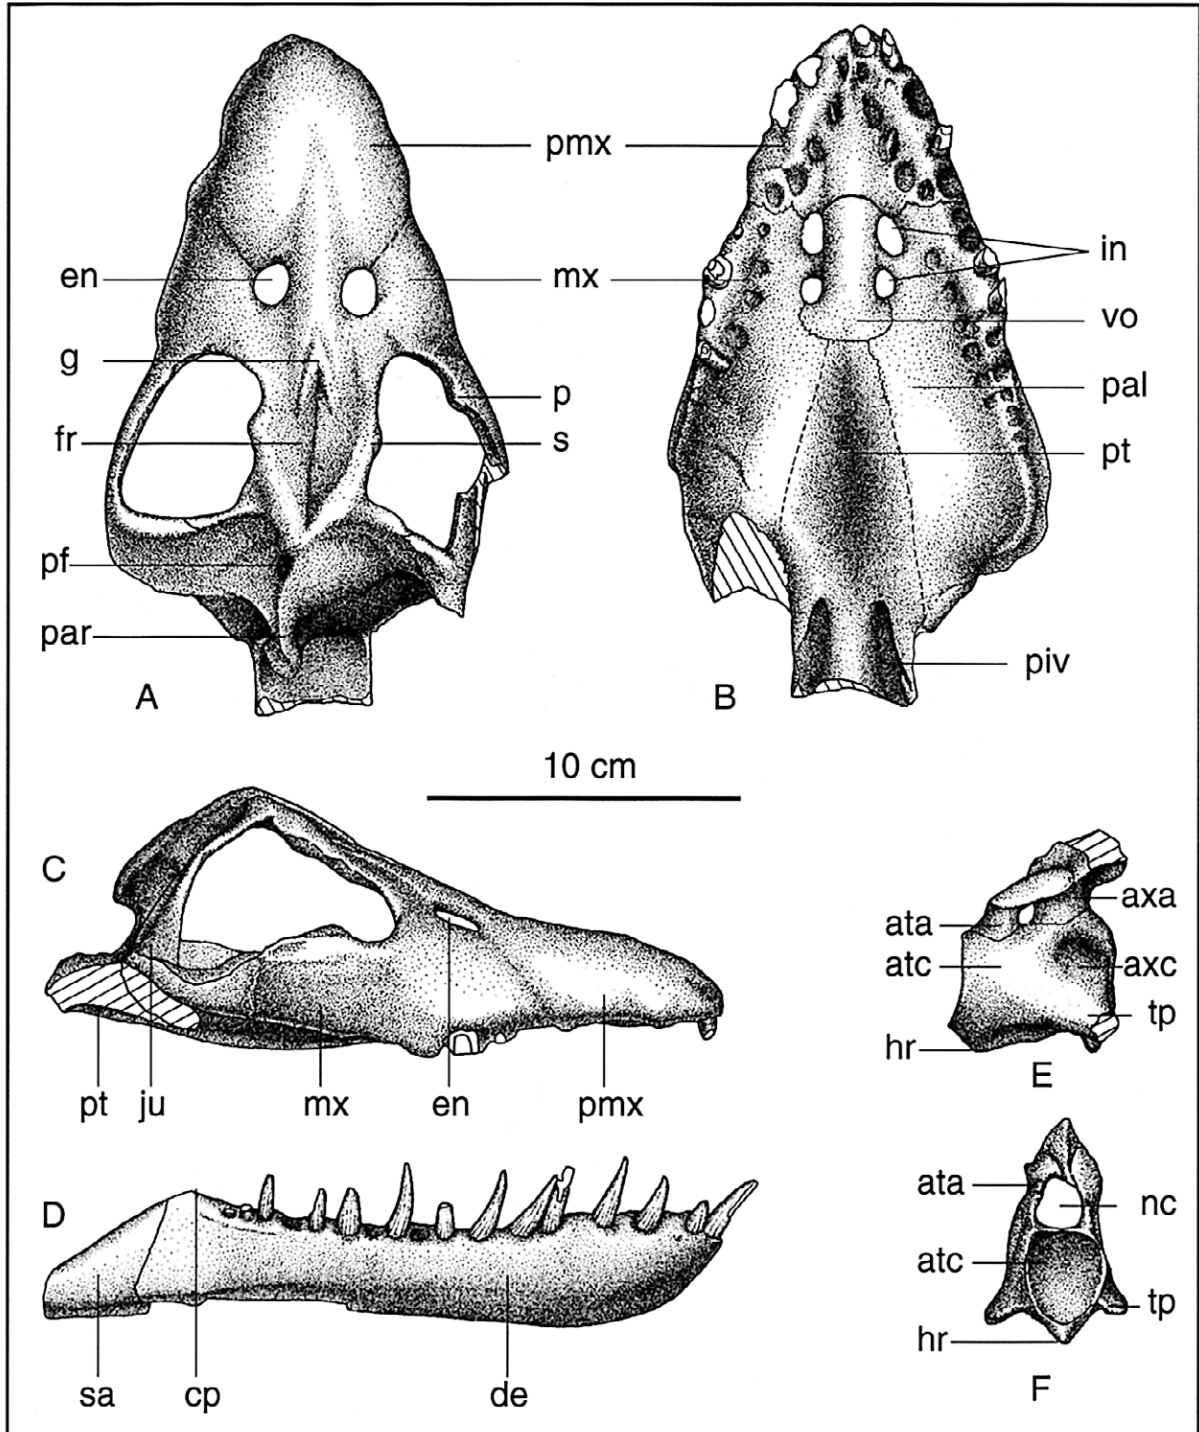 pmx
en
mx
in
g
vo
p
pal
fr
s
pt
pf
par
piv
A
B
10 cm
C
axa
ata
atc
axc
tp
hr
E
pt
ju
mx
en
pmx
D
ata
nc
atc
tp
hr
F
sa
cp
de